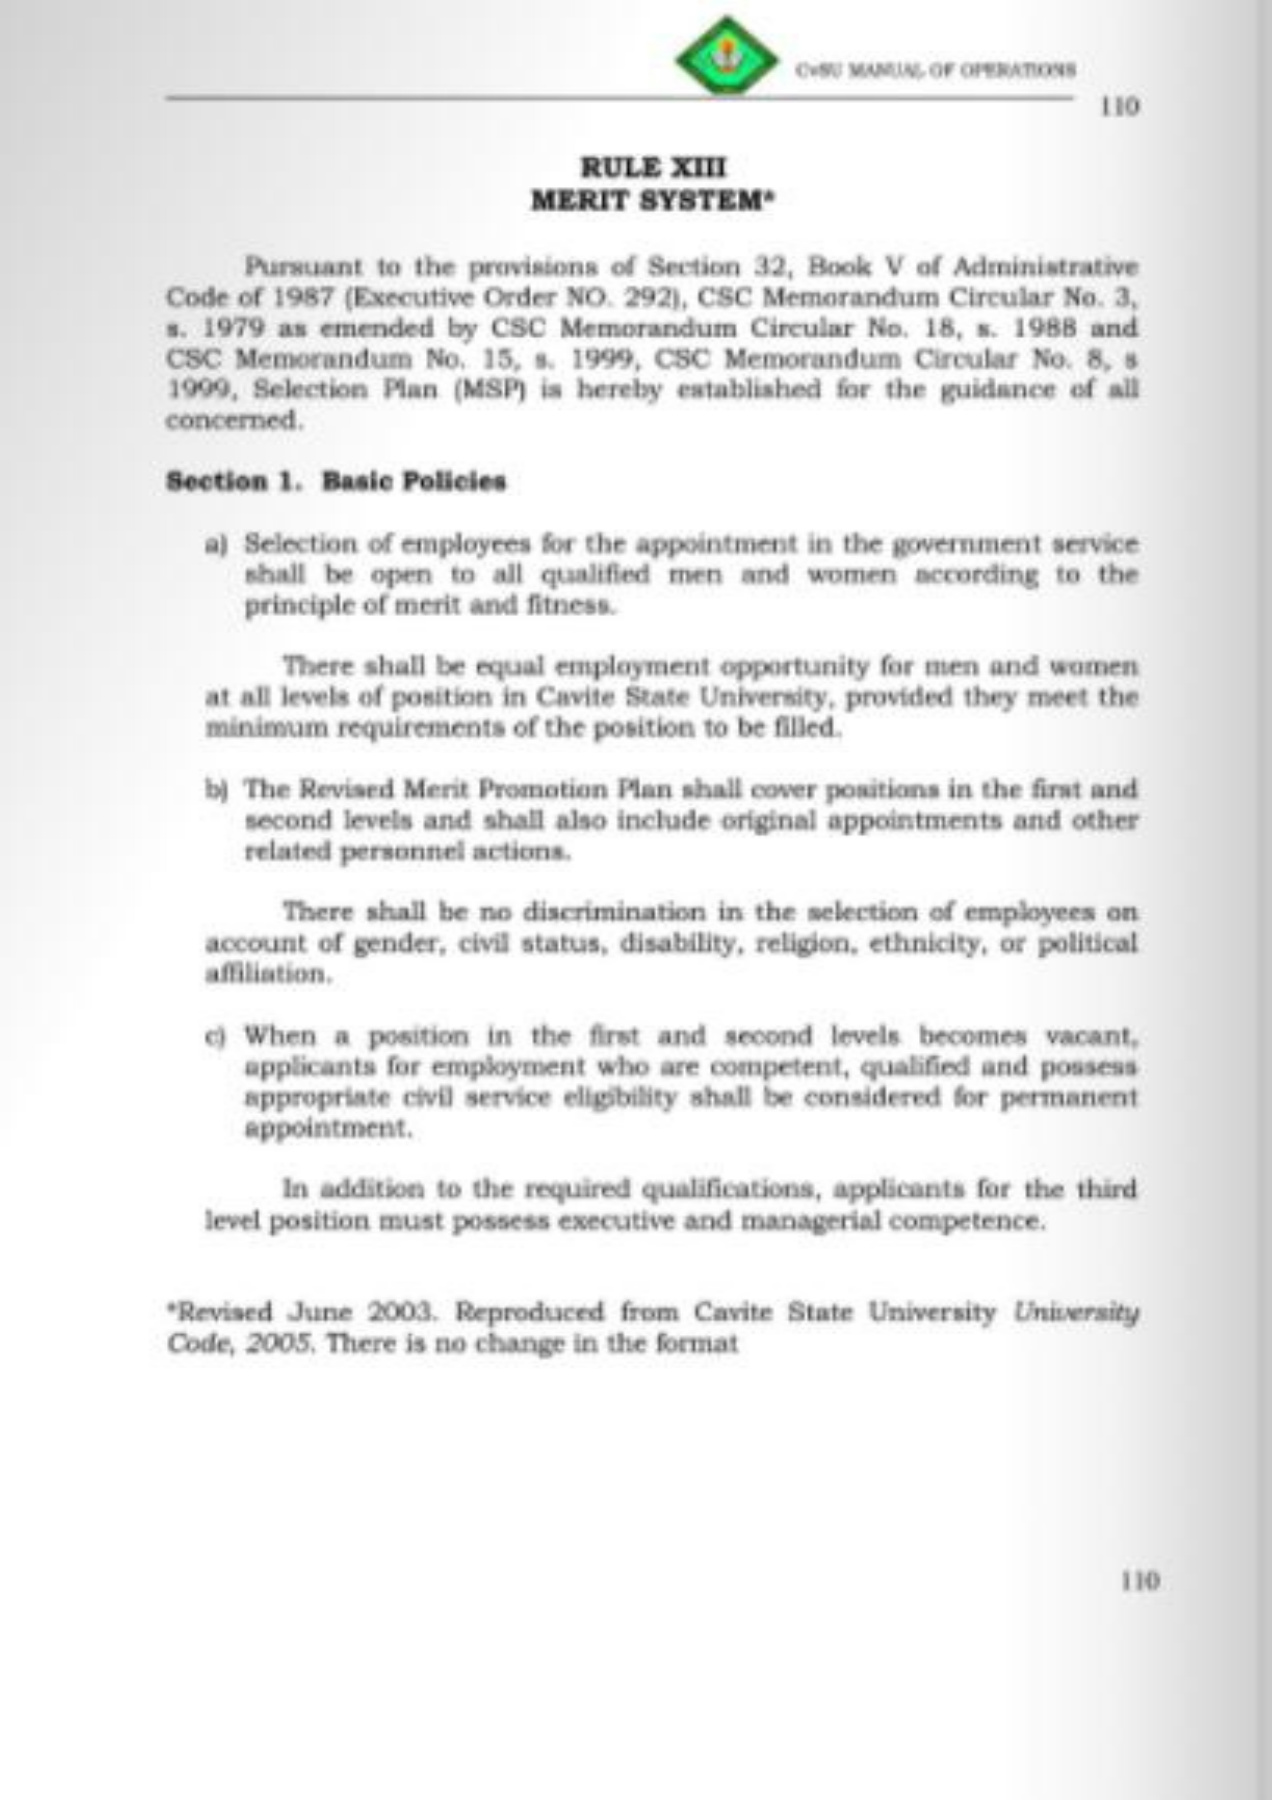 CvSU MANUAL OF OPERATIONS
110
RULE XIII
MERIT SYSTEM*
Pursuant to the provisions of Section 32, Book V of Administrative
Code of 1987 (Executive Order NO. 292), CSC Memorandum Circular No. 3,
s. 1979 as emended by CSC Memorandum Circular No. 18, s. 1988 and
CSC Memorandum No. 15, s. 1999, CSC Memorandum Circular No. 8, s
1999, Selection Plan (MSP) is hereby established for the guidance of all
concerned.
Section 1. Basic Policies
a) Selection of employees for the appointment in the government service
shall be open to all qualified men and women according to the
principle of merit and fitness.
There shall be equal employment opportunity for men and women
at all levels of position in Cavite State University, provided they meet the
minimum requirements of the position to be filled.
b) The Revised Merit Promotion Plan shall cover positions in the first and
second levels and shall also include original appointments and other
related personnel actions.
There shall be no discrimination in the selection of employees on
account of gender, civil status, disability, religion, ethnicity, or political
affiliation.
c) When a position in the first and second levels becomes vacant,
applicants for employment who are competent, qualified and possess
appropriate civil service eligibility shall be considered for permanent
appointment.
In addition to the required qualifications, applicants for the third
level position must possess executive and managerial competence.
*Revised June 2003. Reproduced from Cavite State University University
Code, 2005. There is no change in the format
110